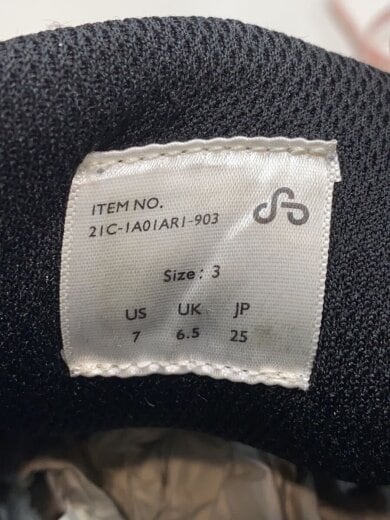 ITEM NO.
21C-1A01AR1-903
Size: 3
US UK JP
7 6.5 25